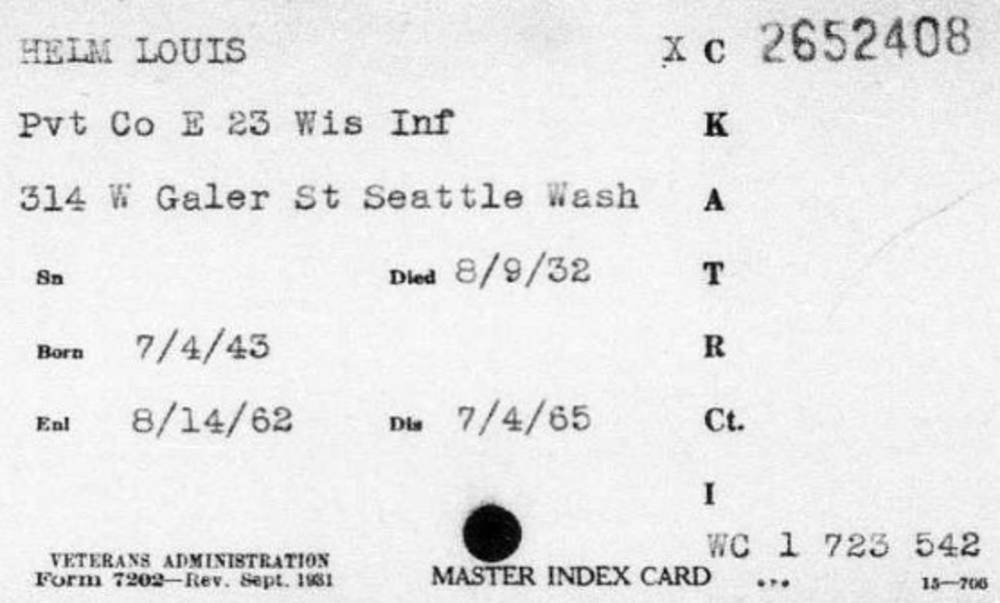 HELM LOUIS X C 2652408
Pvt Co E 23 Wis Inf K
314 W Galer St Seattle Wash A
Sn Died 8/9/32 T
Born 7/4/43 R
Enl 8/14/62 Dis 7/4/65 Ct.
I
WC 1 723 542
VETERANS ADMINISTRATION
Form 7202—Rev. Sept. 1931 MASTER INDEX CARD 15—706